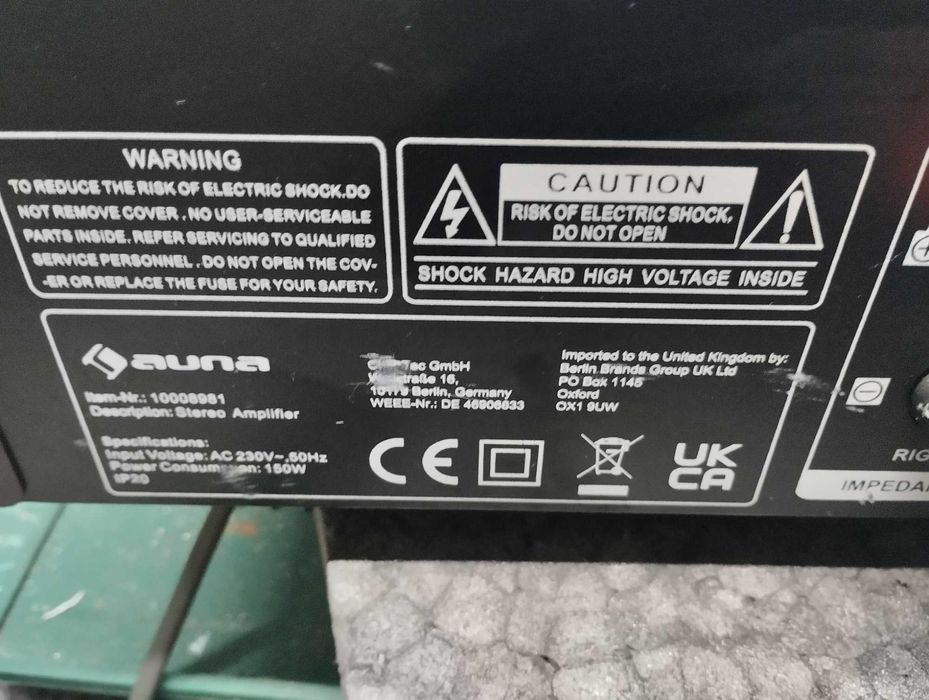 WARNING
TO REDUCE THE RISK OF ELECTRIC SHOCK.DO
NOT REMOVE COVER . NO USER-SERVICEABLE
PARTS INSIDE. REFER SERVICING TO QUALIFIED
SERVICE PERSONNEL . DO NOT OPEN THE COV-
-ER OR REPLACE THE FUSE FOR YOUR SAFETY.
CAUTION
RISK OF ELECTRIC SHOCK,
DO NOT OPEN
SHOCK HAZARD HIGH VOLTAGE INSIDE
auna
Item-Nr.: 10008981
Description: Stereo Amplifier
Specifications:
Input Voltage: AC 230V~,50Hz
Power Consumption: 150W
IP20
GmbH
16,
Berlin, Germany
WEEE-Nr.: DE 46906833
Imported to the United Kingdom by:
Berlin Brands Group UK Ltd
PO Box 1145
Oxford
OX1 9UW
CE
UK
CA
RIG
IMPEDA